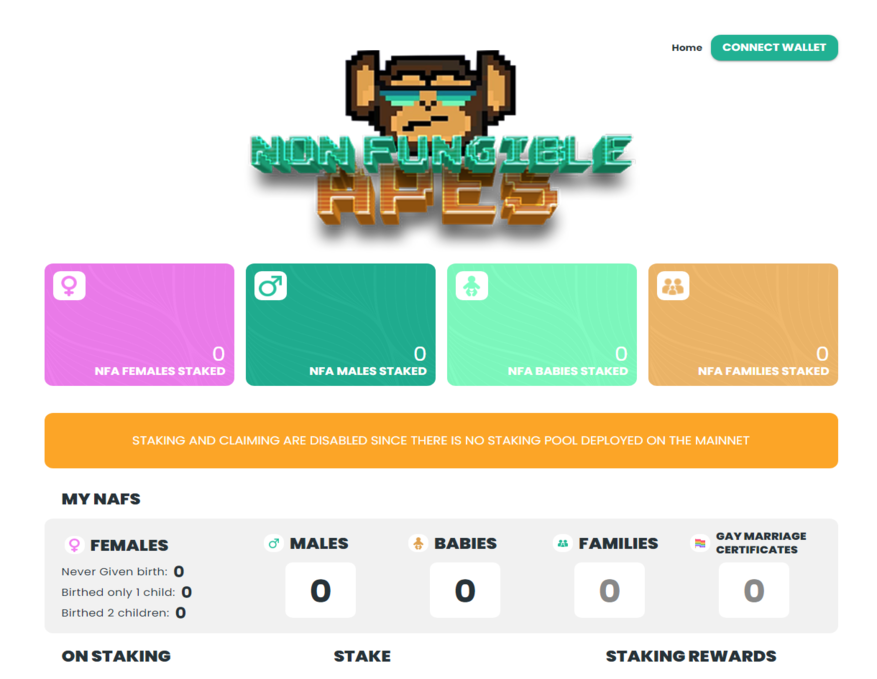 Home
CONNECT WALLET
NON FUNGIBLE
APES
0
NFA FEMALES STAKED
0
NFA MALES STAKED
0
NFA BABIES STAKED
0
NFA FAMILIES STAKED
STAKING AND CLAIMING ARE DISABLED SINCE THERE IS NO STAKING POOL DEPLOYED ON THE MAINNET
MY NAFS
FEMALES
Never Given birth: 0
Birthed only 1 child: 0
Birthed 2 children: 0
MALES
0
BABIES
0
FAMILIES
0
GAY MARRIAGE
CERTIFICATES
0
ON STAKING
STAKE
STAKING REWARDS